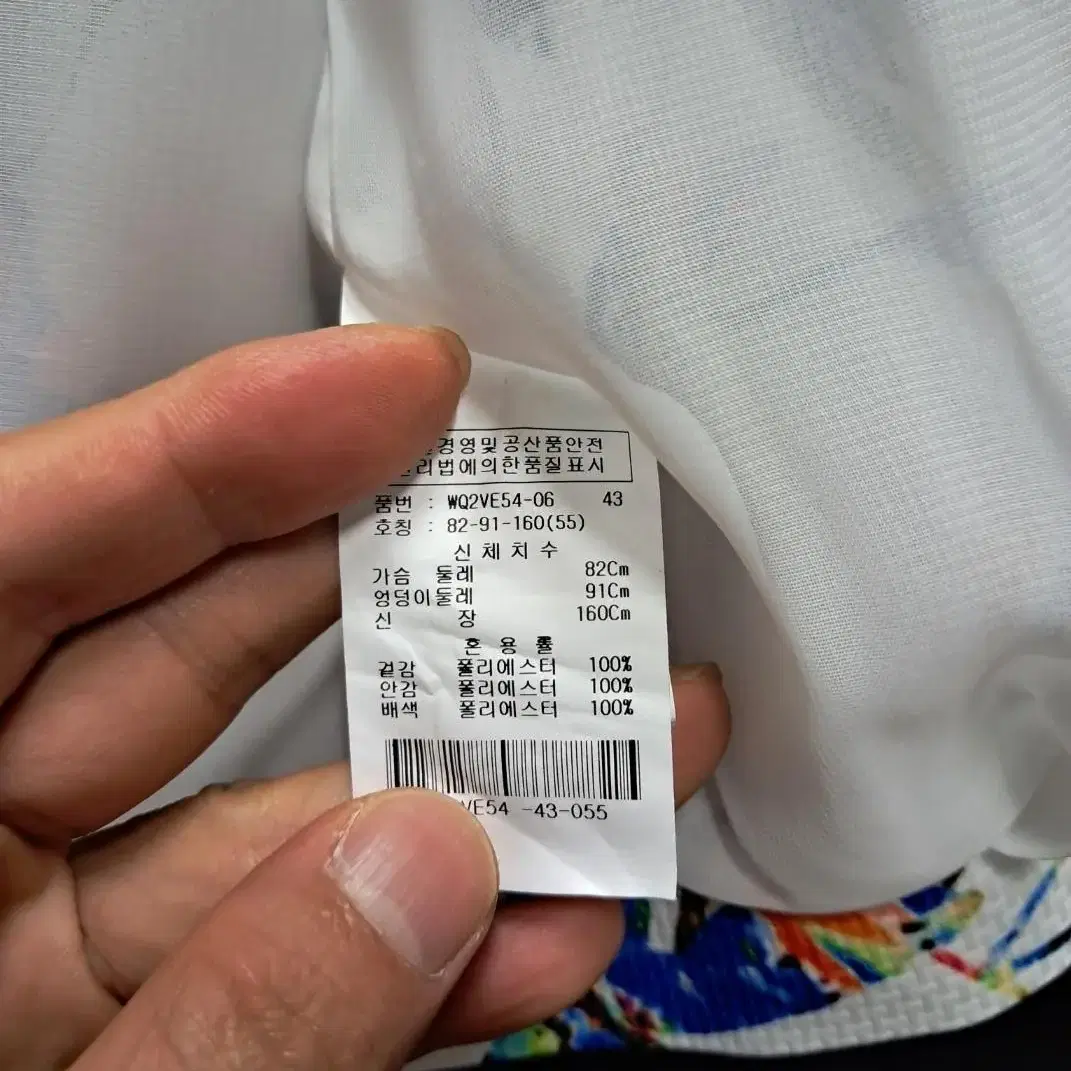 경영및공산품안전
리법에의한품질표시
품번 : WQ2VE54-06 43
호칭 : 82-91-160(55)
신체치수
가슴 둘레 82Cm
엉덩이둘레 91Cm
신 장 160Cm
혼 용 률
겉감 폴리에스터 100%
안감 폴리에스터 100%
배색 폴리에스터 100%
VE54 -43-055